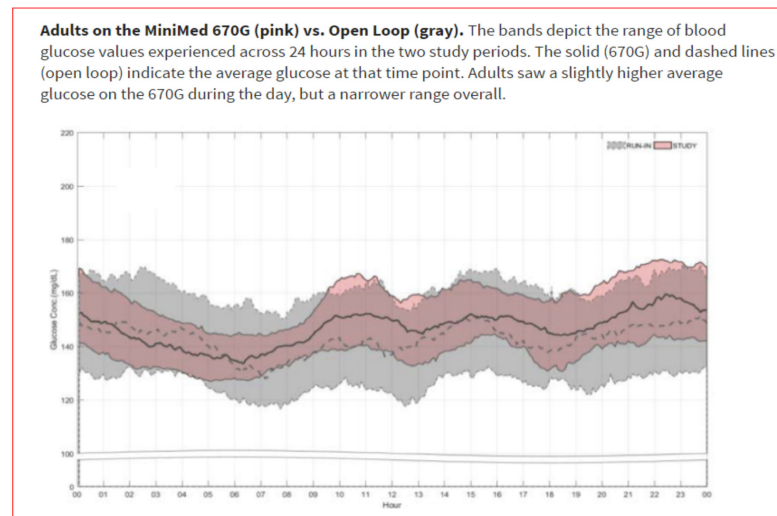 Adults on the MiniMed 670G (pink) vs. Open Loop (gray). The bands depict the range of blood
glucose values experienced across 24 hours in the two study periods. The solid (670G) and dashed lines
(open loop) indicate the average glucose at that time point. Adults saw a slightly higher average
glucose on the 670G during the day, but a narrower range overall.
RUN-IN STUDY
220
200
180
160
140
120
100
0
Glucose Conc (mg/dL)
00 01 02 03 04 05 06 07 08 09 10 11 12 13 14 15 16 17 18 19 20 21 22 23 00
Hour